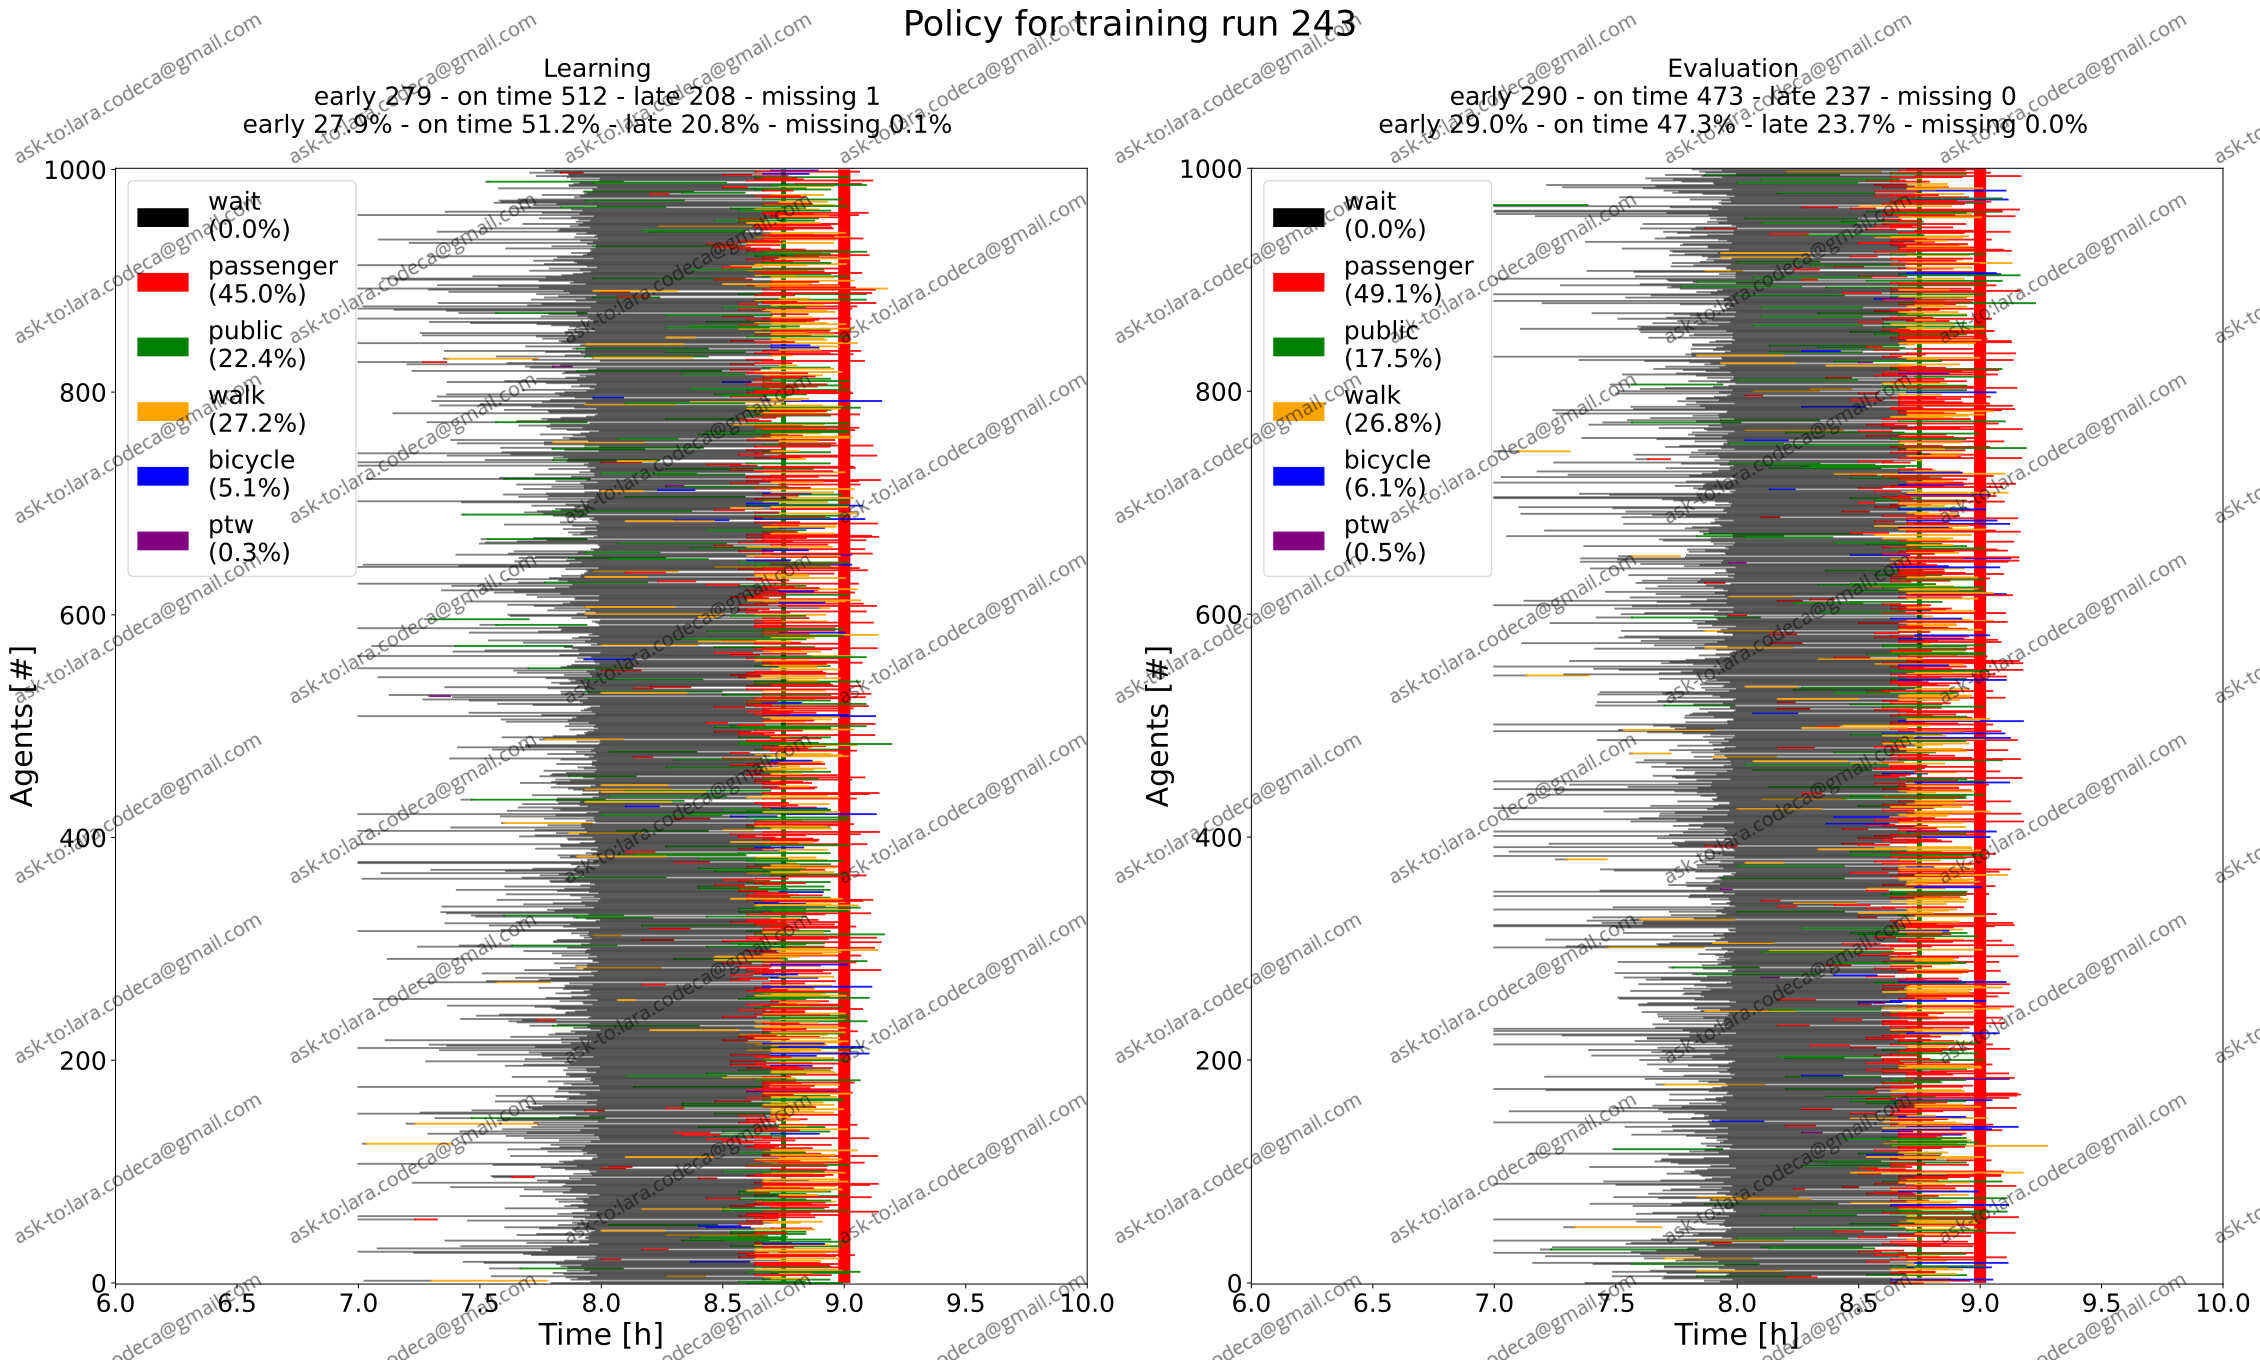 Policy for training run 243
Learning
early 279 - on time 512 - late 208 - missing 1
early 27.9% - on time 51.2% - late 20.8% - missing 0.1%
1000
800
600
400
200
0
Agents [#]
wait
(0.0%)
passenger
(45.0%)
public
(22.4%)
walk
(27.2%)
bicycle
(5.1%)
ptw
(0.3%)
6.0 6.5 7.0 7.5 8.0 8.5 9.0 9.5 10.0
Time [h]
Evaluation
early 290 - on time 473 - late 237 - missing 0
early 29.0% - on time 47.3% - late 23.7% - missing 0.0%
1000
800
600
400
200
0
Agents [#]
wait
(0.0%)
passenger
(49.1%)
public
(17.5%)
walk
(26.8%)
bicycle
(6.1%)
ptw
(0.5%)
6.0 6.5 7.0 7.5 8.0 8.5 9.0 9.5 10.0
Time [h]
ask-to:lara.codeca@gmail.com